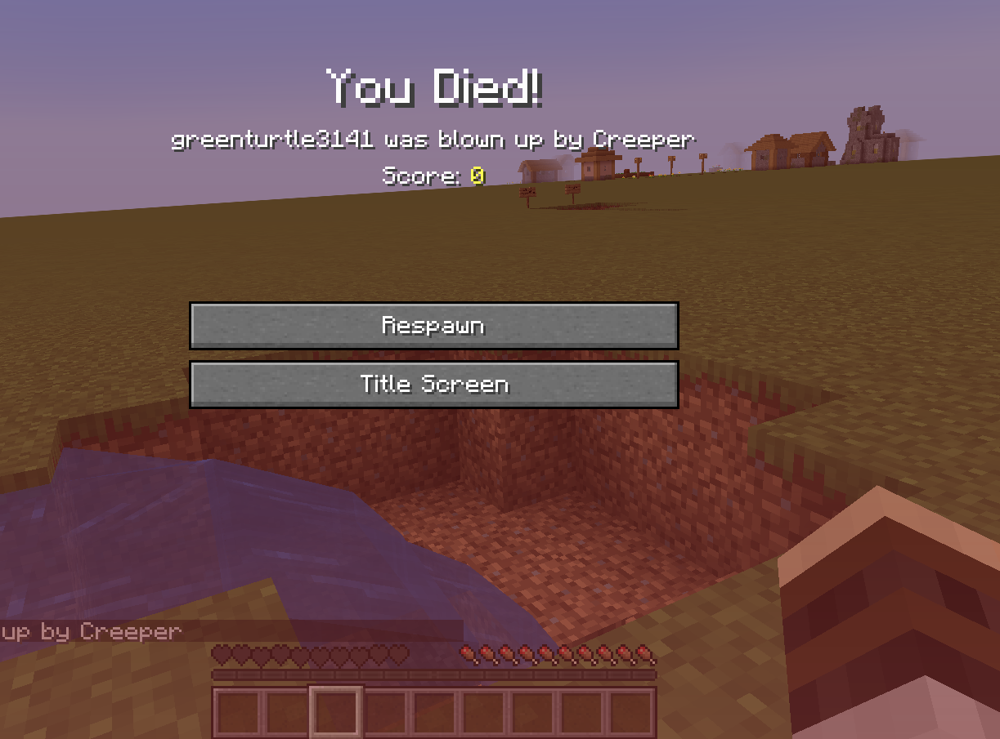 You Died!
greenturtle3141 was blown up by Creeper
Score: 0
Respawn
Title Screen
up by Creeper